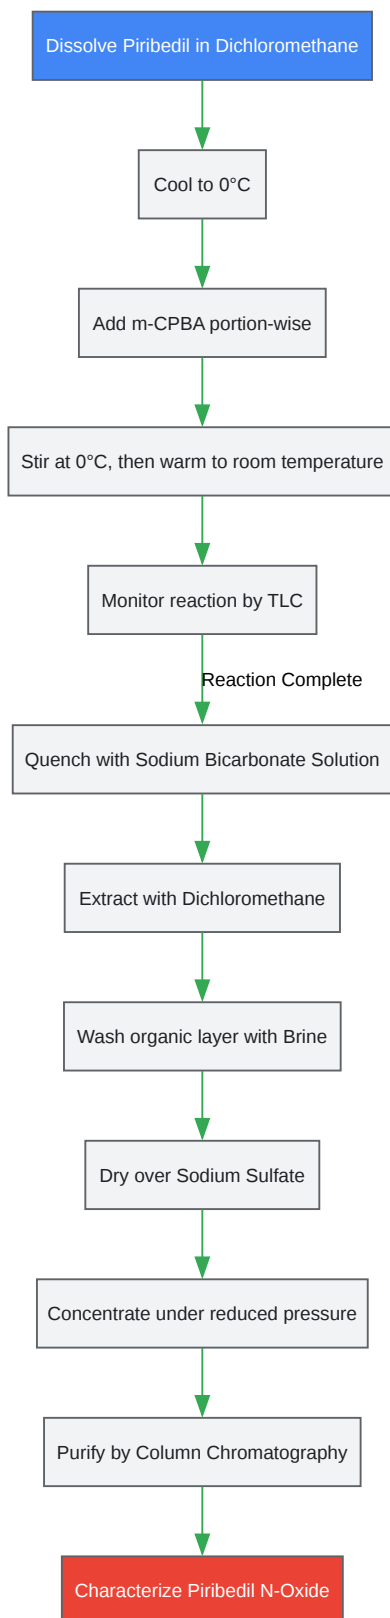 Dissolve Piribedil in Dichloromethane
Cool to 0°C
Add m-CPBA portion-wise
Stir at 0°C, then warm to room temperature
Monitor reaction by TLC
Reaction Complete
Quench with Sodium Bicarbonate Solution
Extract with Dichloromethane
Wash organic layer with Brine
Dry over Sodium Sulfate
Concentrate under reduced pressure
Purify by Column Chromatography
Characterize Piribedil N-Oxide